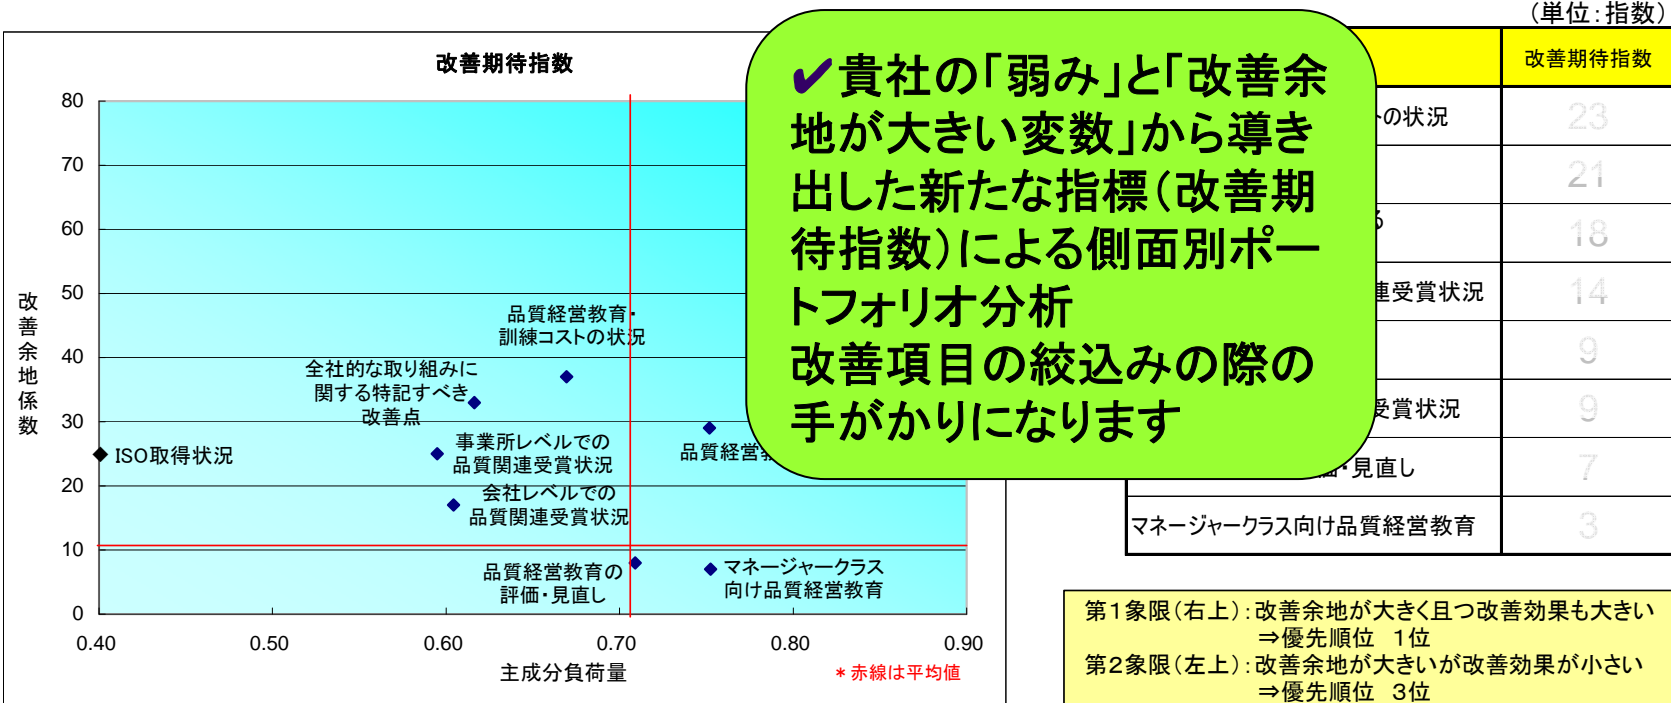 （単位：指数）
改善期待指数
80
70
60
50
40
30
20
10
0
0.40
0.50
0.60
0.70
0.80
0.90
改善余地係数
主成分負荷量
＊赤線は平均値
品質経営教育・
訓練コストの状況
全社的な取り組みに
関する特記すべき
改善点
ISO取得状況
事業所レベルでの
品質関連受賞状況
会社レベルでの
品質関連受賞状況
品質経営
品質経営教育の
評価・見直し
マネージャークラス
向け品質経営教育
✔貴社の「弱み」と「改善余
地が大きい変数」から導き
出した新たな指標（改善期
待指数）による側面別ポー
トフォリオ分析
改善項目の絞込みの際の
手がかりになります
改善期待指数
の状況
23
21
る
18
受賞状況
14
9
受賞状況
9
・見直し
7
マネージャークラス向け品質経営教育
3
第1象限（右上）：改善余地が大きく且つ改善効果も大きい
⇒優先順位 1位
第2象限（左上）：改善余地が大きいが改善効果が小さい
⇒優先順位 3位